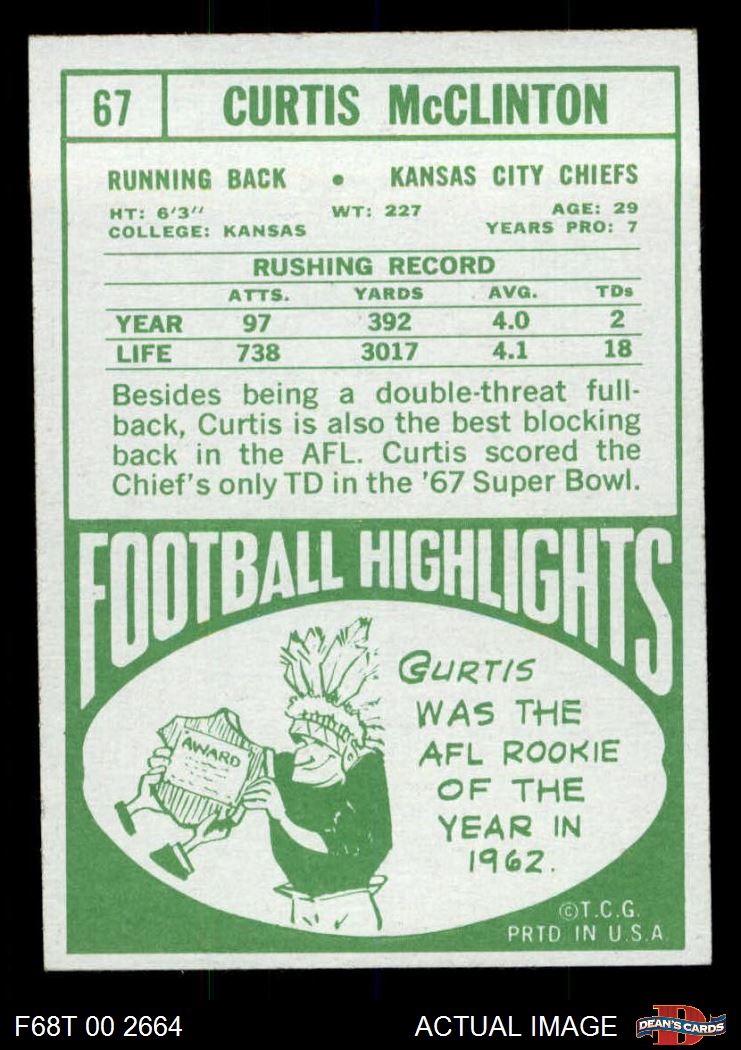 67 CURTIS McCLINTON
RUNNING BACK • KANSAS CITY CHIEFS
HT: 6'3" WT: 227 AGE: 29
COLLEGE: KANSAS YEARS PRO: 7
RUSHING RECORD
ATTS. YARDS AVG. TDs
YEAR 97 392 4.0 2
LIFE 738 3017 4.1 18
Besides being a double-threat full-
back, Curtis is also the best blocking
back in the AFL. Curtis scored the
Chief's only TD in the '67 Super Bowl.
FOOTBALL HIGHLIGHTS
AWARD
CURTIS
WAS THE
AFL ROOKIE
OF THE
YEAR IN
1962.
©T.C.G.
PRTD IN U.S.A.
F68T 00 2664 ACTUAL IMAGE D DEAN'S CARDS